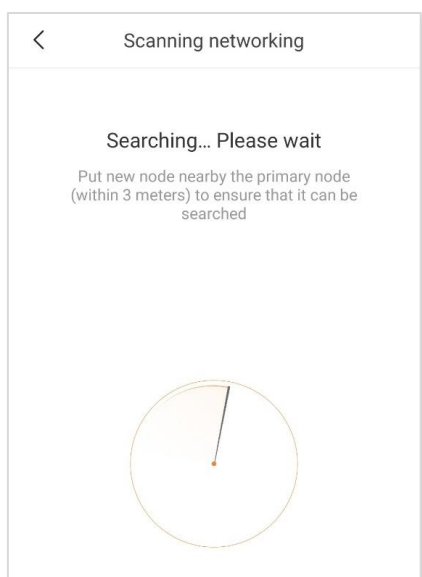 Scanning networking
Searching... Please wait
Put new node nearby the primary node
(within 3 meters) to ensure that it can be
searched